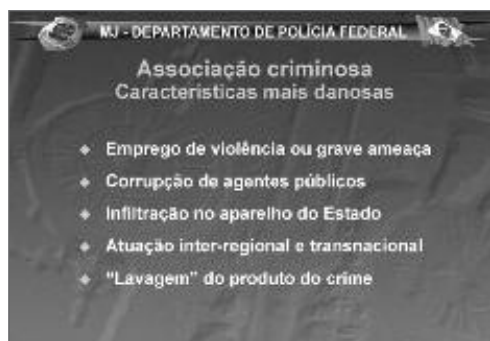 MJ - DEPARTAMENTO DE POLÍCIA FEDERAL
Associação criminosa
Características mais danosas
Emprego de violência ou grave ameaça
Corrupção de agentes públicos
Infiltração no aparelho do Estado
Atuação inter-regional e transnacional
"Lavagem" do produto do crime